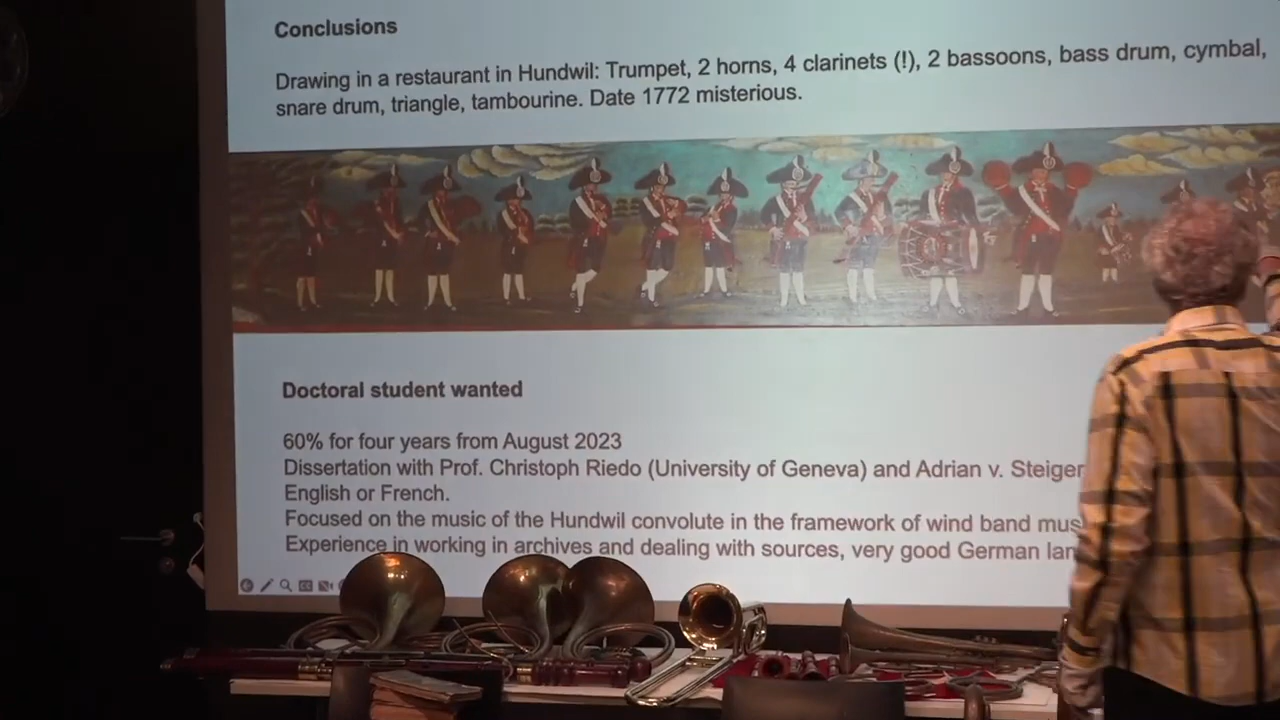 Conclusions
Drawing in a restaurant in Hundwil: Trumpet, 2 horns, 4 clarinets (!), 2 bassoons, bass drum, cymbal,
snare drum, triangle, tambourine. Date 1772 misterious.
Doctoral student wanted
60% for four years from August 2023
Dissertation with Prof. Christoph Riedo (University of Geneva) and Adrian v. Steiger
English or French.
Focused on the music of the Hundwil convolute in the framework of wind band mus
Experience in working in archives and dealing with sources, very good German lan